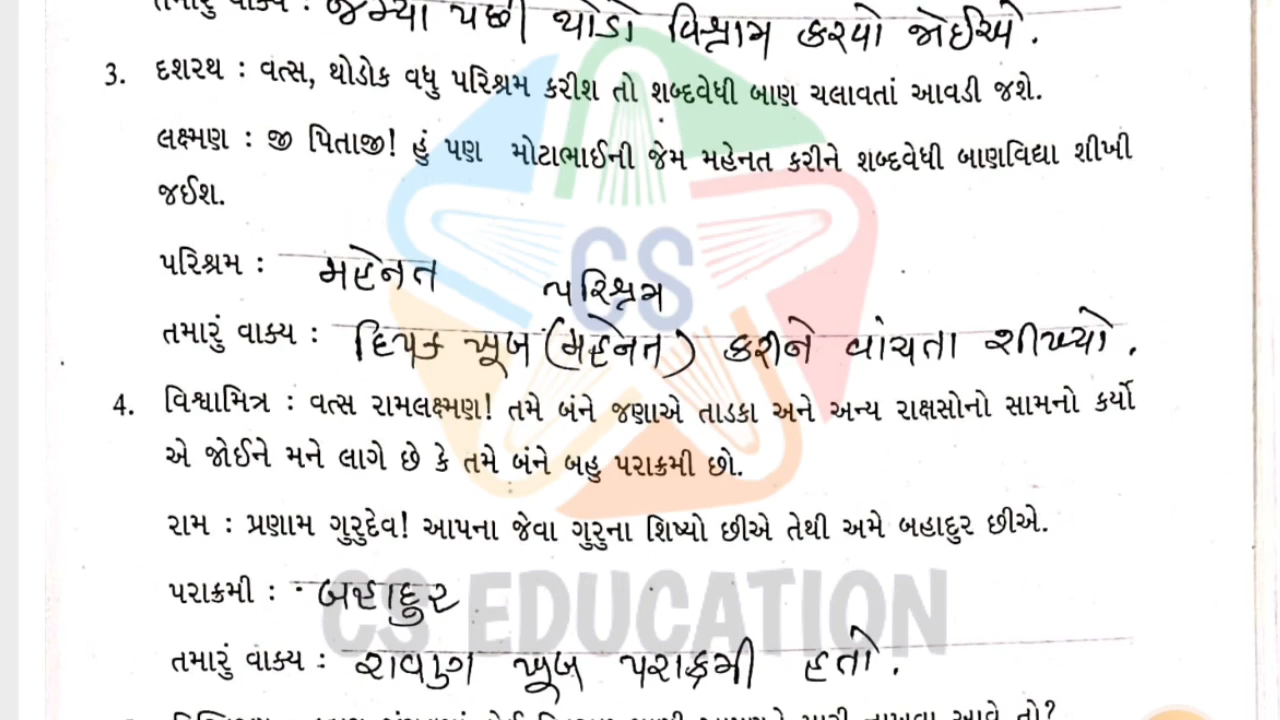 તમારું વાક્ય : જમ્યા પછી થોડો વિશ્રામ કરવો જોઈએ.
3. દશરથ : વત્સ, થોડોક વધુ પરિશ્રમ કરીશ તો શબ્દવેધી બાણ ચલાવતાં આવડી જશે.
લક્ષ્મણ : જી પિતાજી! હું પણ મોટાભાઈની જેમ મહેનત કરીને શબ્દવેધી બાણવિદ્યા શીખી
જઈશ.
CS
પરિશ્રમ : મહેનત
પરિશ્રમ
તમારું વાક્ય : દિપક ખૂબ (મહેનત) કરીને વાંચતા શીખ્યો.
4. વિશ્વામિત્ર : વત્સ રામલક્ષ્મણ! તમે બંને જણાએ તાડકા અને અન્ય રાક્ષસોનો સામનો કર્યો
એ જોઈને મને લાગે છે કે તમે બંને બહુ પરાક્રમી છો.
રામ : પ્રણામ ગુરુદેવ! આપના જેવા ગુરુના શિષ્યો છીએ તેથી અમે બહાદુર છીએ.
પરાક્રમી : બહાદુર
CS EDUCATION
તમારું વાક્ય : રાવણ ખૂબ પરાક્રમી હતો.